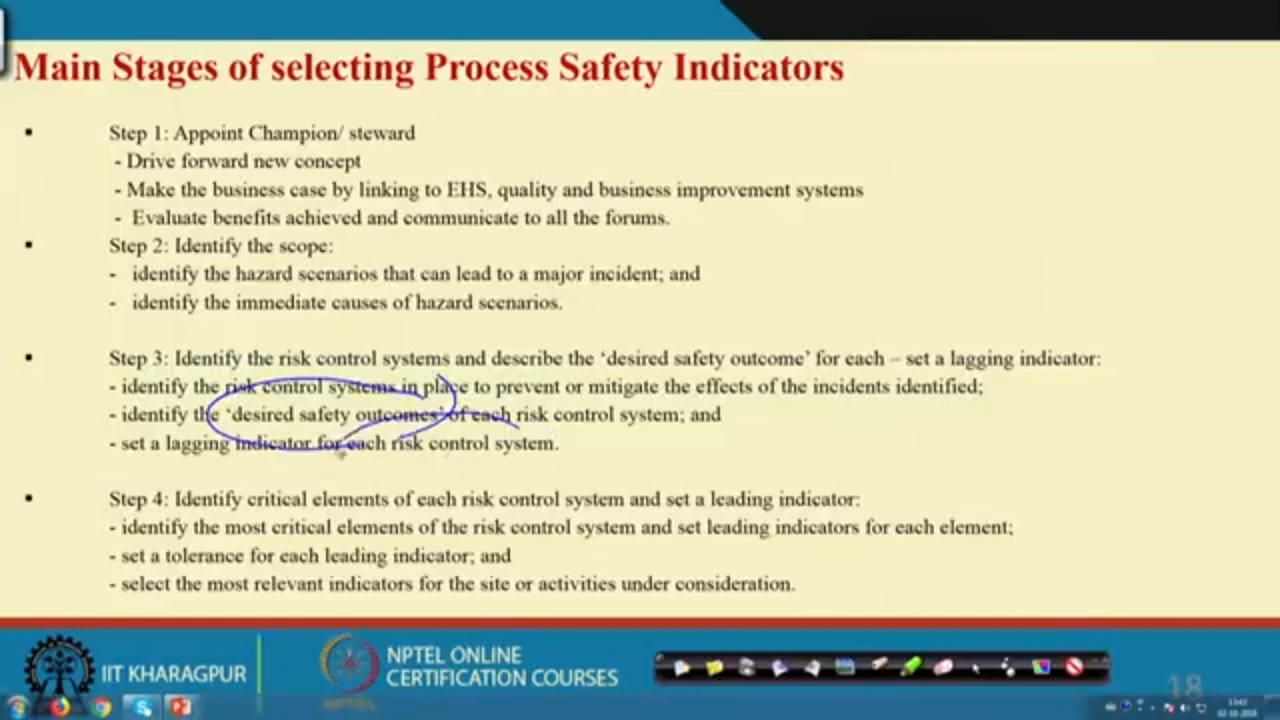 Main Stages of selecting Process Safety Indicators
• Step 1: Appoint Champion/ steward
- Drive forward new concept
- Make the business case by linking to EHS, quality and business improvement systems
- Evaluate benefits achieved and communicate to all the forums.
• Step 2: Identify the scope:
- identify the hazard scenarios that can lead to a major incident; and
- identify the immediate causes of hazard scenarios.
• Step 3: Identify the risk control systems and describe the ‘desired safety outcome’ for each – set a lagging indicator:
- identify the risk control systems in place to prevent or mitigate the effects of the incidents identified;
- identify the ‘desired safety outcomes’ of each risk control system; and
- set a lagging indicator for each risk control system.
• Step 4: Identify critical elements of each risk control system and set a leading indicator:
- identify the most critical elements of the risk control system and set leading indicators for each element;
- set a tolerance for each leading indicator; and
- select the most relevant indicators for the site or activities under consideration.
IIT KHARAGPUR
NPTEL ONLINE
CERTIFICATION COURSES
NPTEL
18